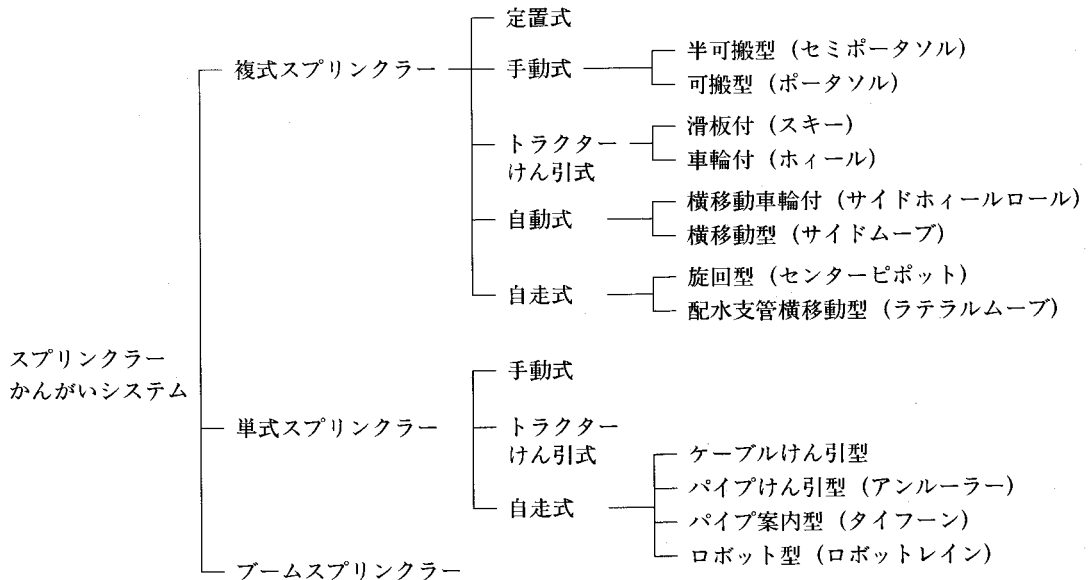 定置式
複式スプリンクラー
手動式
半可搬型（セミポータソル）
可搬型（ポータソル）
トラクター
けん引式
滑板付（スキー）
車輪付（ホィール）
自動式
横移動車輪付（サイドホィールロール）
横移動型（サイドムーブ）
自走式
旋回型（センターピポット）
配水支管横移動型（ラテラルムーブ）
スプリンクラー
かんがいシステム
手動式
単式スプリンクラー
トラクター
けん引式
自走式
ケーブルけん引型
パイプけん引型（アンルーラー）
パイプ案内型（タイフーン）
ロボット型（ロボットレイン）
ブームスプリンクラー